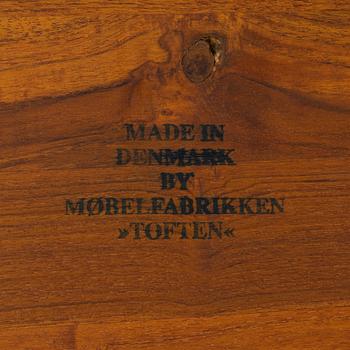 MADE IN
DENMARK
BY
MØBELFABRIKKEN
»TOFTEN«